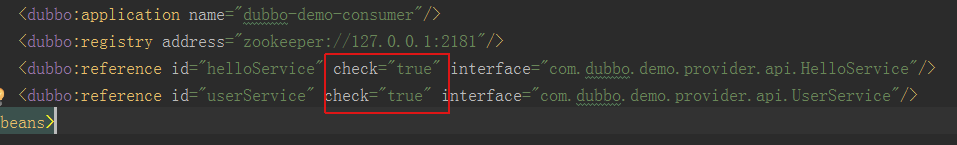 <dubbo:application name="dubbo-demo-consumer"/>
<dubbo:registry address="zookeeper://127.0.0.1:2181"/>
<dubbo:reference id="helloService" check="true" interface="com.dubbo.demo.provider.api.HelloService"/>
<dubbo:reference id="userService" check="true" interface="com.dubbo.demo.provider.api.UserService"/>
beans>